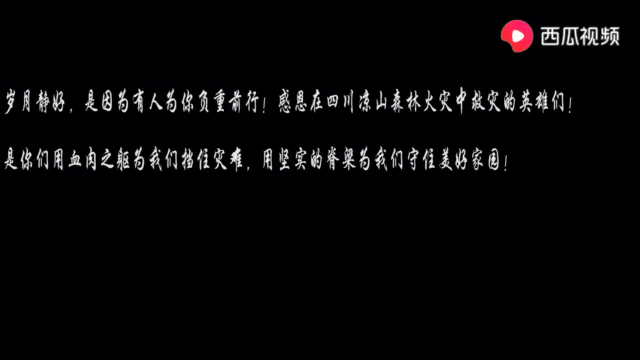 西瓜视频
岁月静好，是因为有人为你负重前行！感恩在四川凉山森林火灾中救灾的英雄们！
是你们用血肉之躯为我们挡住灾难，用坚实的脊梁为我们守住美好家园！